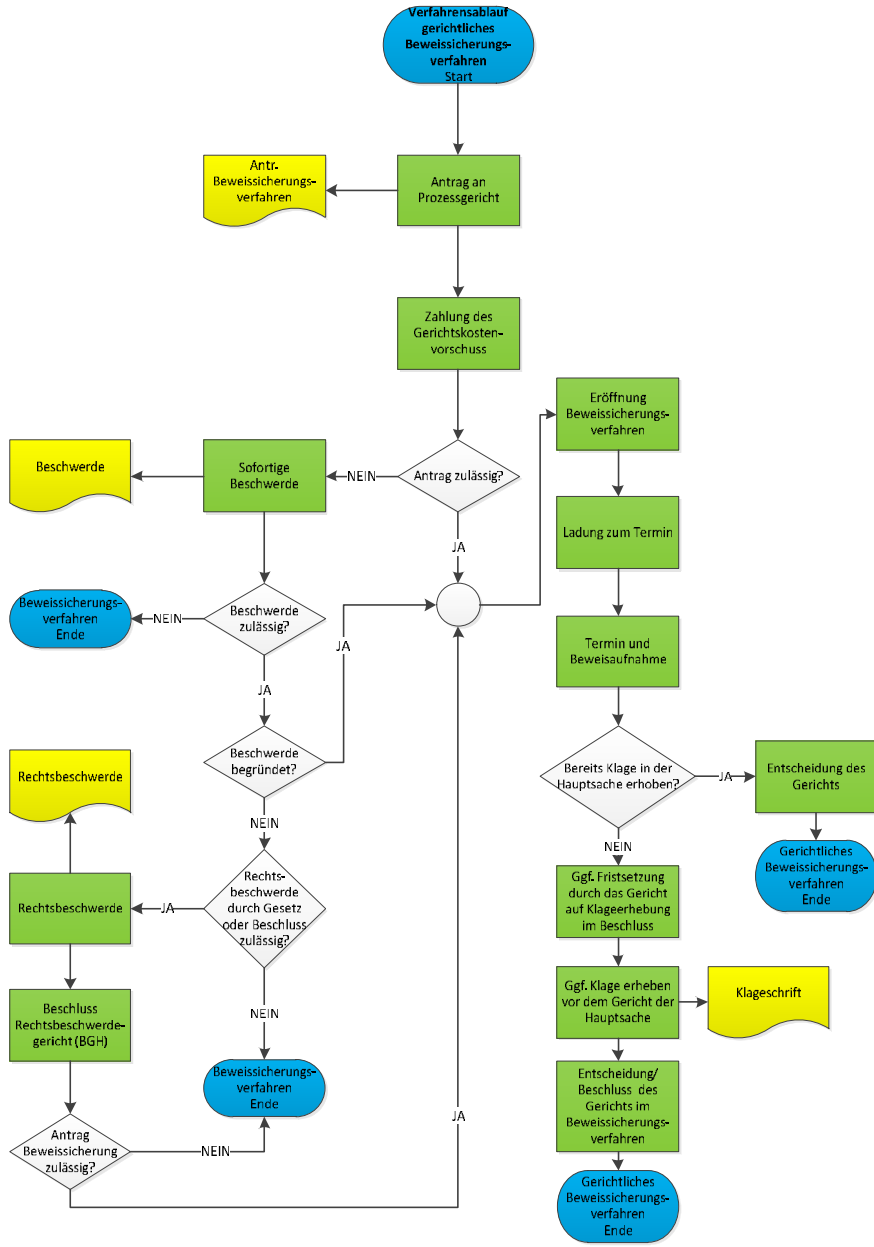 Verfahrensablauf
gerichtliches
Beweissicherungs-
verfahren
Start
Antr-
Beweissicherungs-
verfahren
Antrag an
Prozessgericht
Zahlung des
Gerichtskosten-
vorschuss
Eröffnung
Beweissicherungs-
verfahren
Beschwerde
Sofortige
Beschwerde
NEIN
Antrag zulässig?
JA
Ladung zum Termin
Beweissicherungs-
verfahren
Ende
NEIN
Beschwerde
zulässig?
JA
JA
Termin und
Beweisaufnahme
Rechtsbeschwerde
Beschwerde
begründet?
NEIN
Bereits Klage in der
Hauptsache erhoben?
JA
Entscheidung des
Gerichts
NEIN
Gerichtliches
Beweissicherungs-
verfahren
Ende
Rechtsbeschwerde
JA
Rechts-
beschwerde
durch Gesetz
oder Beschluss
zulässig?
NEIN
Ggf. Fristsetzung
durch das Gericht
auf Klageerhebung
im Beschluss
Ggf. Klage erheben
vor dem Gericht der
Hauptsache
Klageschrift
Beschluss
Rechtsbeschwerde-
gericht (BGH)
Beweissicherungs-
verfahren
Ende
Entscheidung/
Beschluss des
Gerichts im
Beweissicherungs-
verfahren
Antrag
Beweissicherung
zulässig?
NEIN
JA
Gerichtliches
Beweissicherungs-
verfahren
Ende